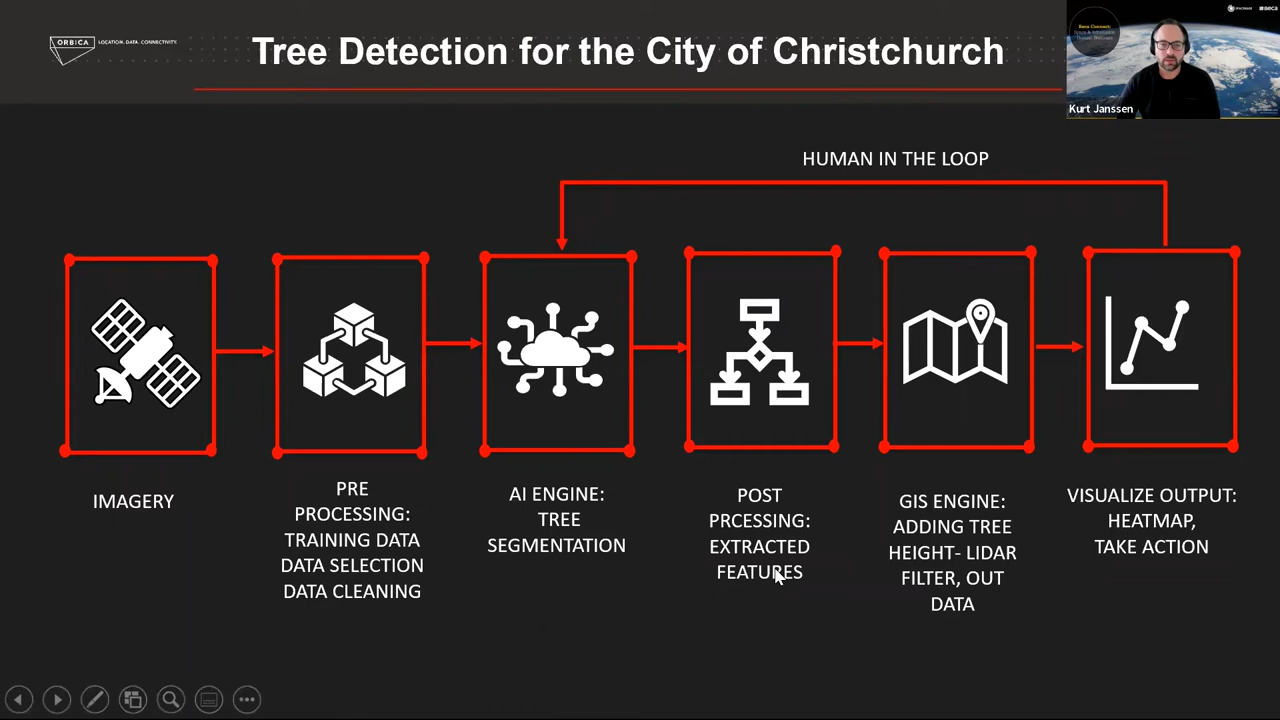 ORBICA
LOCATION. DATA. CONNECTIVITY.
Tree Detection for the City of Christchurch
Beca Connect:
Kurt Janssen
HUMAN IN THE LOOP
IMAGERY
PRE
PROCESSING:
TRAINING DATA
DATA SELECTION
DATA CLEANING
AI ENGINE:
TREE
SEGMENTATION
POST
PRCESSING:
EXTRACTED
FEATURES
GIS ENGINE:
ADDING TREE
HEIGHT- LIDAR
FILTER, OUT
DATA
VISUALIZE OUTPUT:
HEATMAP,
TAKE ACTION